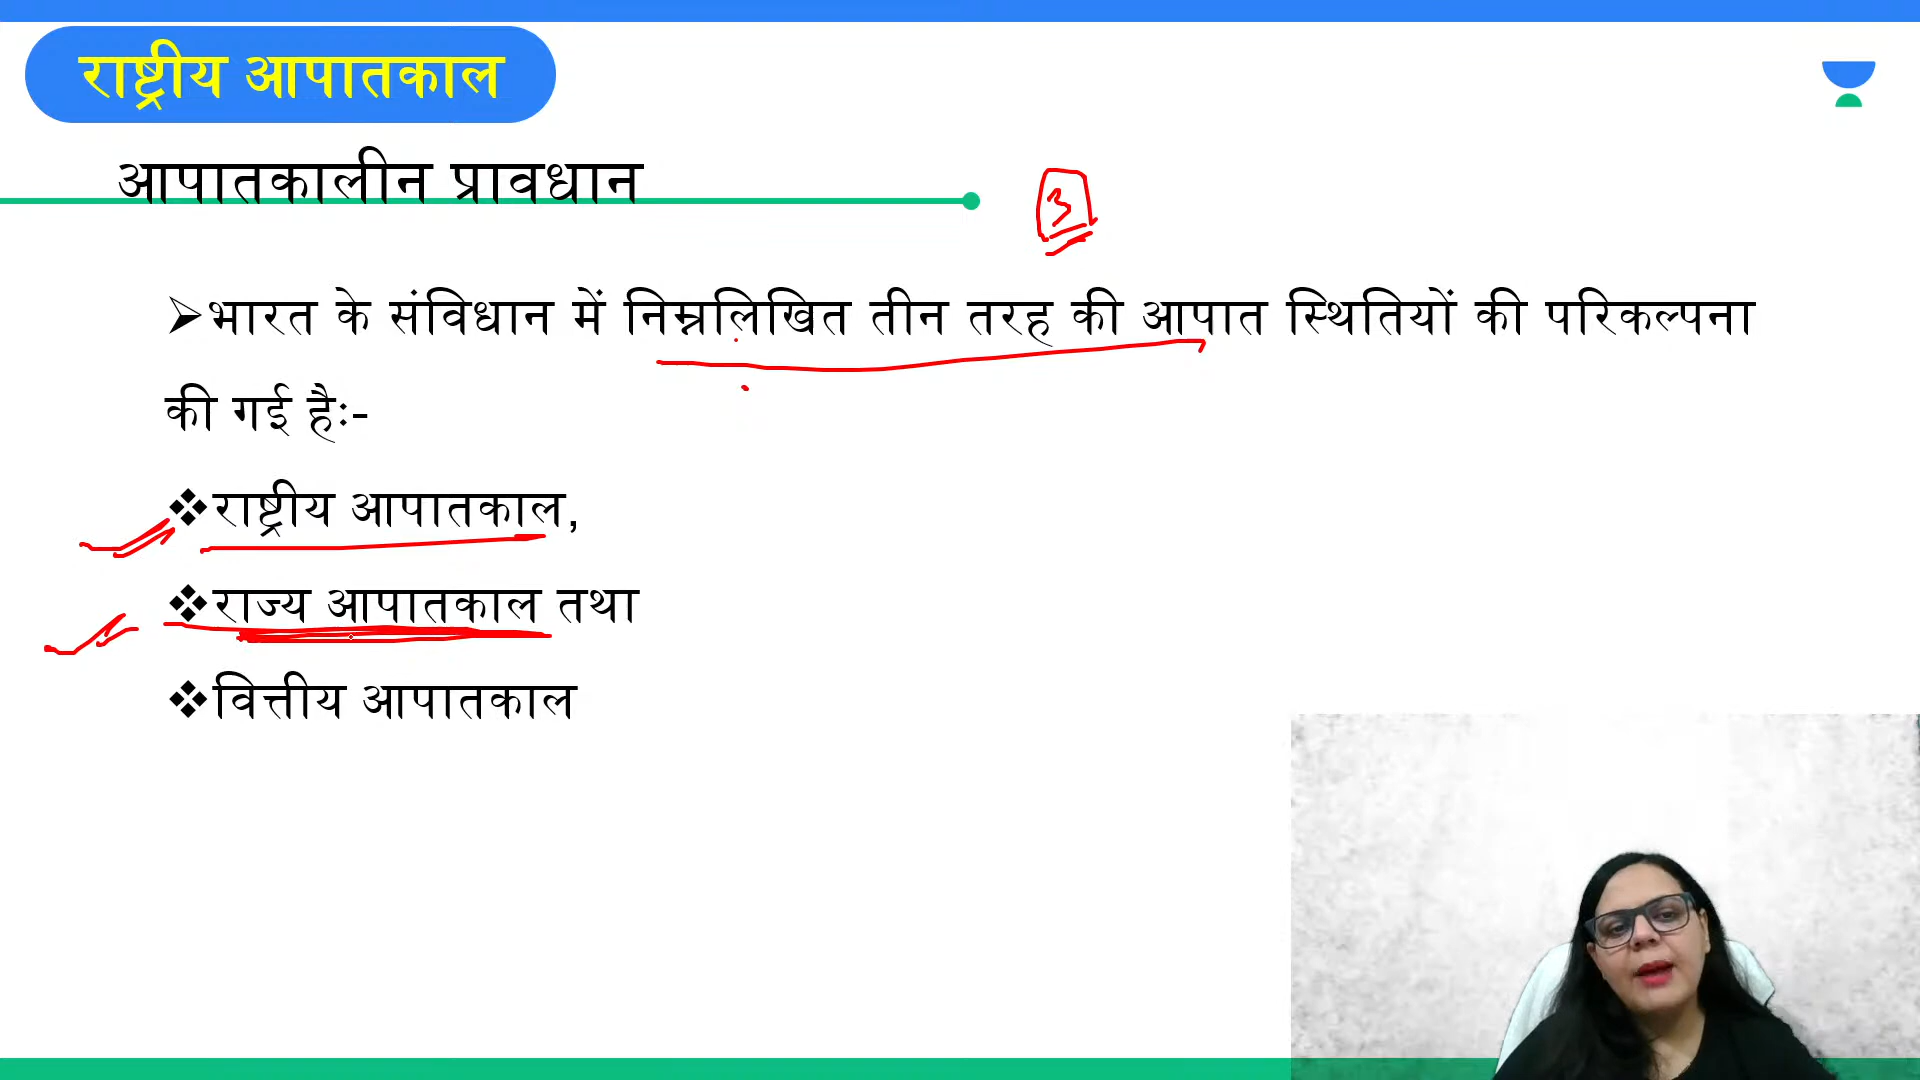 राष्ट्रीय आपातकाल
आपातकालीन प्रावधान
3
➢भारत के संविधान में निम्नलिखित तीन तरह की आपात स्थितियों की परिकल्पना
की गई हैः-
❖राष्ट्रीय आपातकाल,
❖राज्य आपातकाल तथा
❖वित्तीय आपातकाल